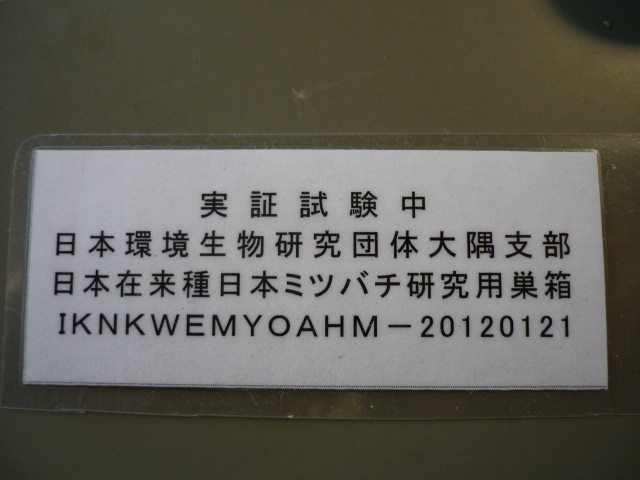 実証試験中
日本環境生物研究団体大隅支部
日本在来種日本ミツバチ研究用巣箱
IKNKWEMYOAHM－20120121